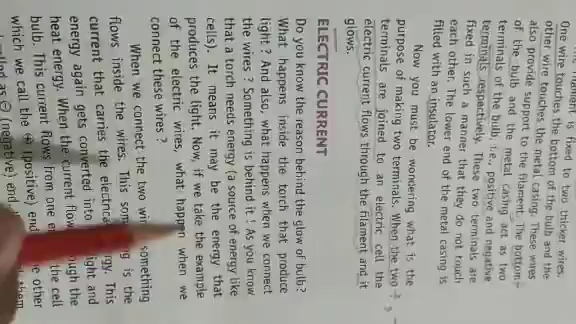 filament is fixed to two thicker wires.
One wire touches the bottom of the bulb and the
other wire touches the metal casing. These wires
also provide support to the filament. The bottom
of the bulb and the metal casing act as two
terminals of the bulb i.e., positive and negative
terminals respectively. These two terminals are
fixed in such a manner that they do not touch
each other. The lower end of the metal casing is
filled with an insulator.
Now you must be wondering what is the
purpose of making two terminals. When the two
terminals are joined to an electric cell the
electric current flows through the filament and it
glows.
ELECTRIC CURRENT
Do you know the reason behind the glow of bulb?
What happens inside the torch that produce
light ? And also, what happens when we connect
the wires ? Something is behind it ! As you know
that a torch needs energy (a source of energy like
cells). It means it may be the energy that
produces the light. Now, if we take the example
of the electric wires, what happen when we
connect these wires ?
When we connect the two something
flows inside the wires. This is the
current that carries the energy. This
energy again gets converted into light and
heat energy. When the current through the
bulb. This current flows from one the cell
which we call the (+) (positive) end other
⊖ (negative) end